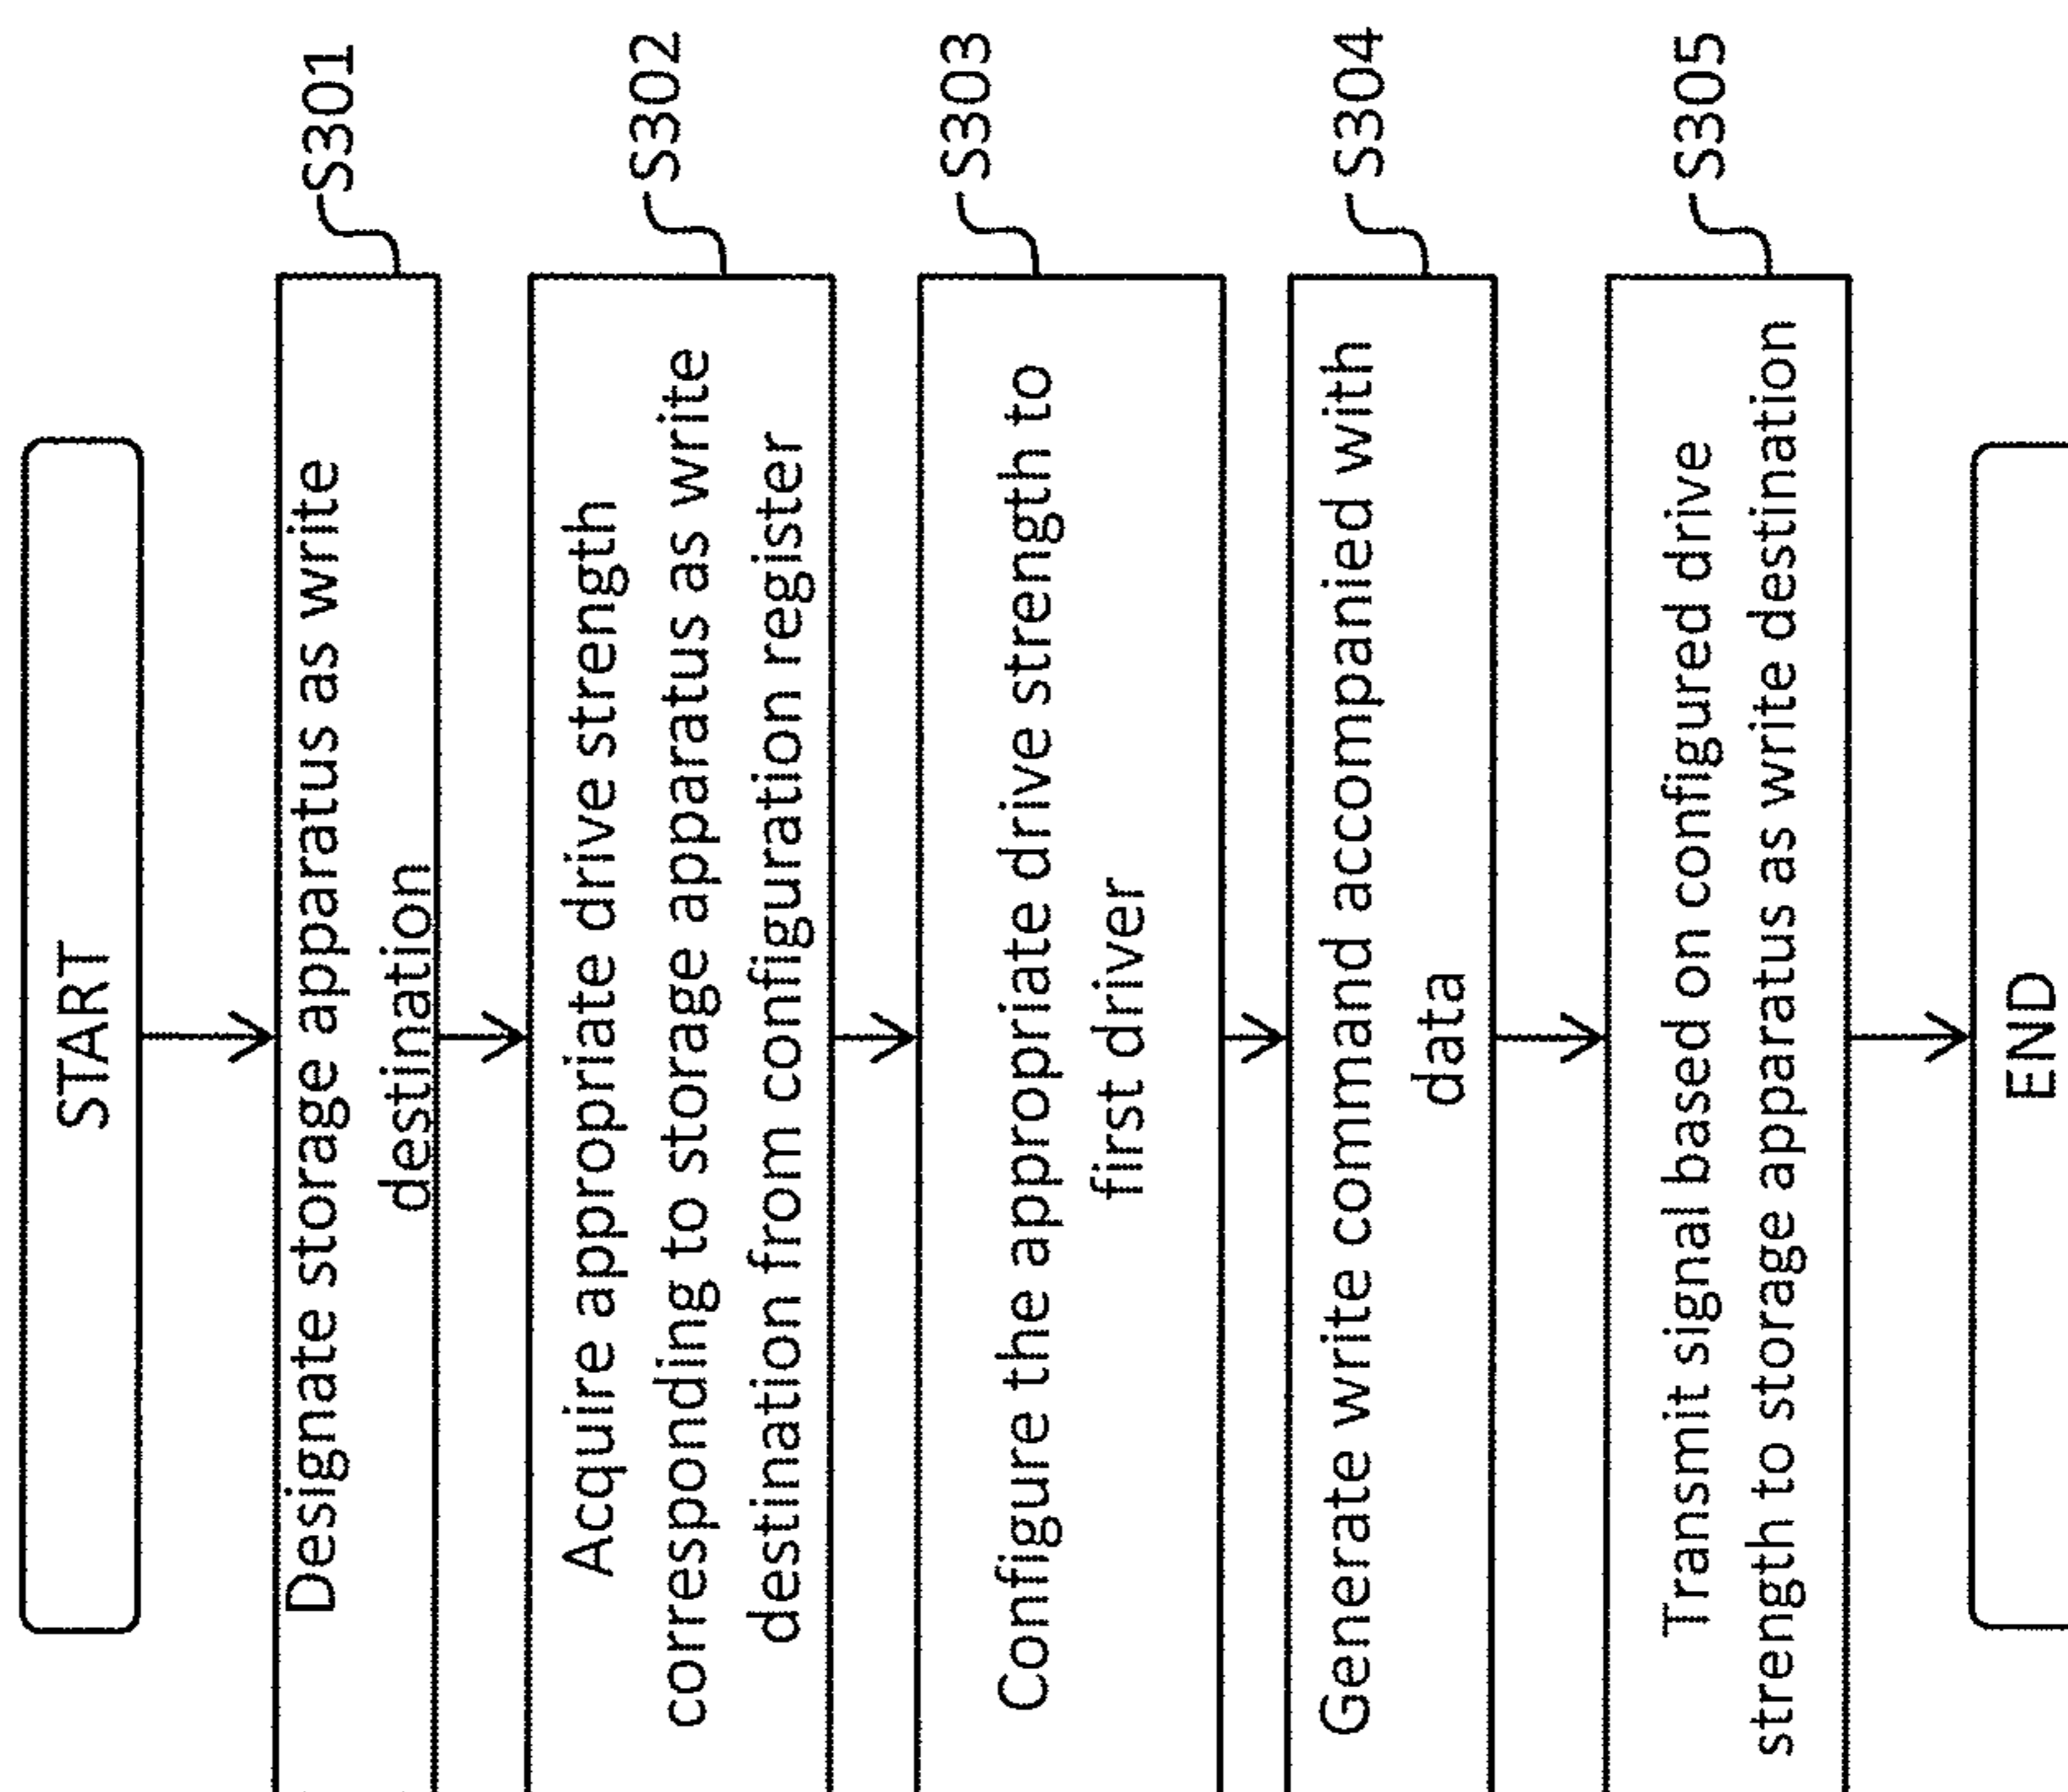 START
Designate storage apparatus as write
destination
S301
Acquire appropriate drive strength
corresponding to storage apparatus as write
destination from configuration register
S302
Configure the appropriate drive strength to
first driver
S303
Generate write command accompanied with
data
S304
Transmit signal based on configured drive
strength to storage apparatus as write destination
S305
END